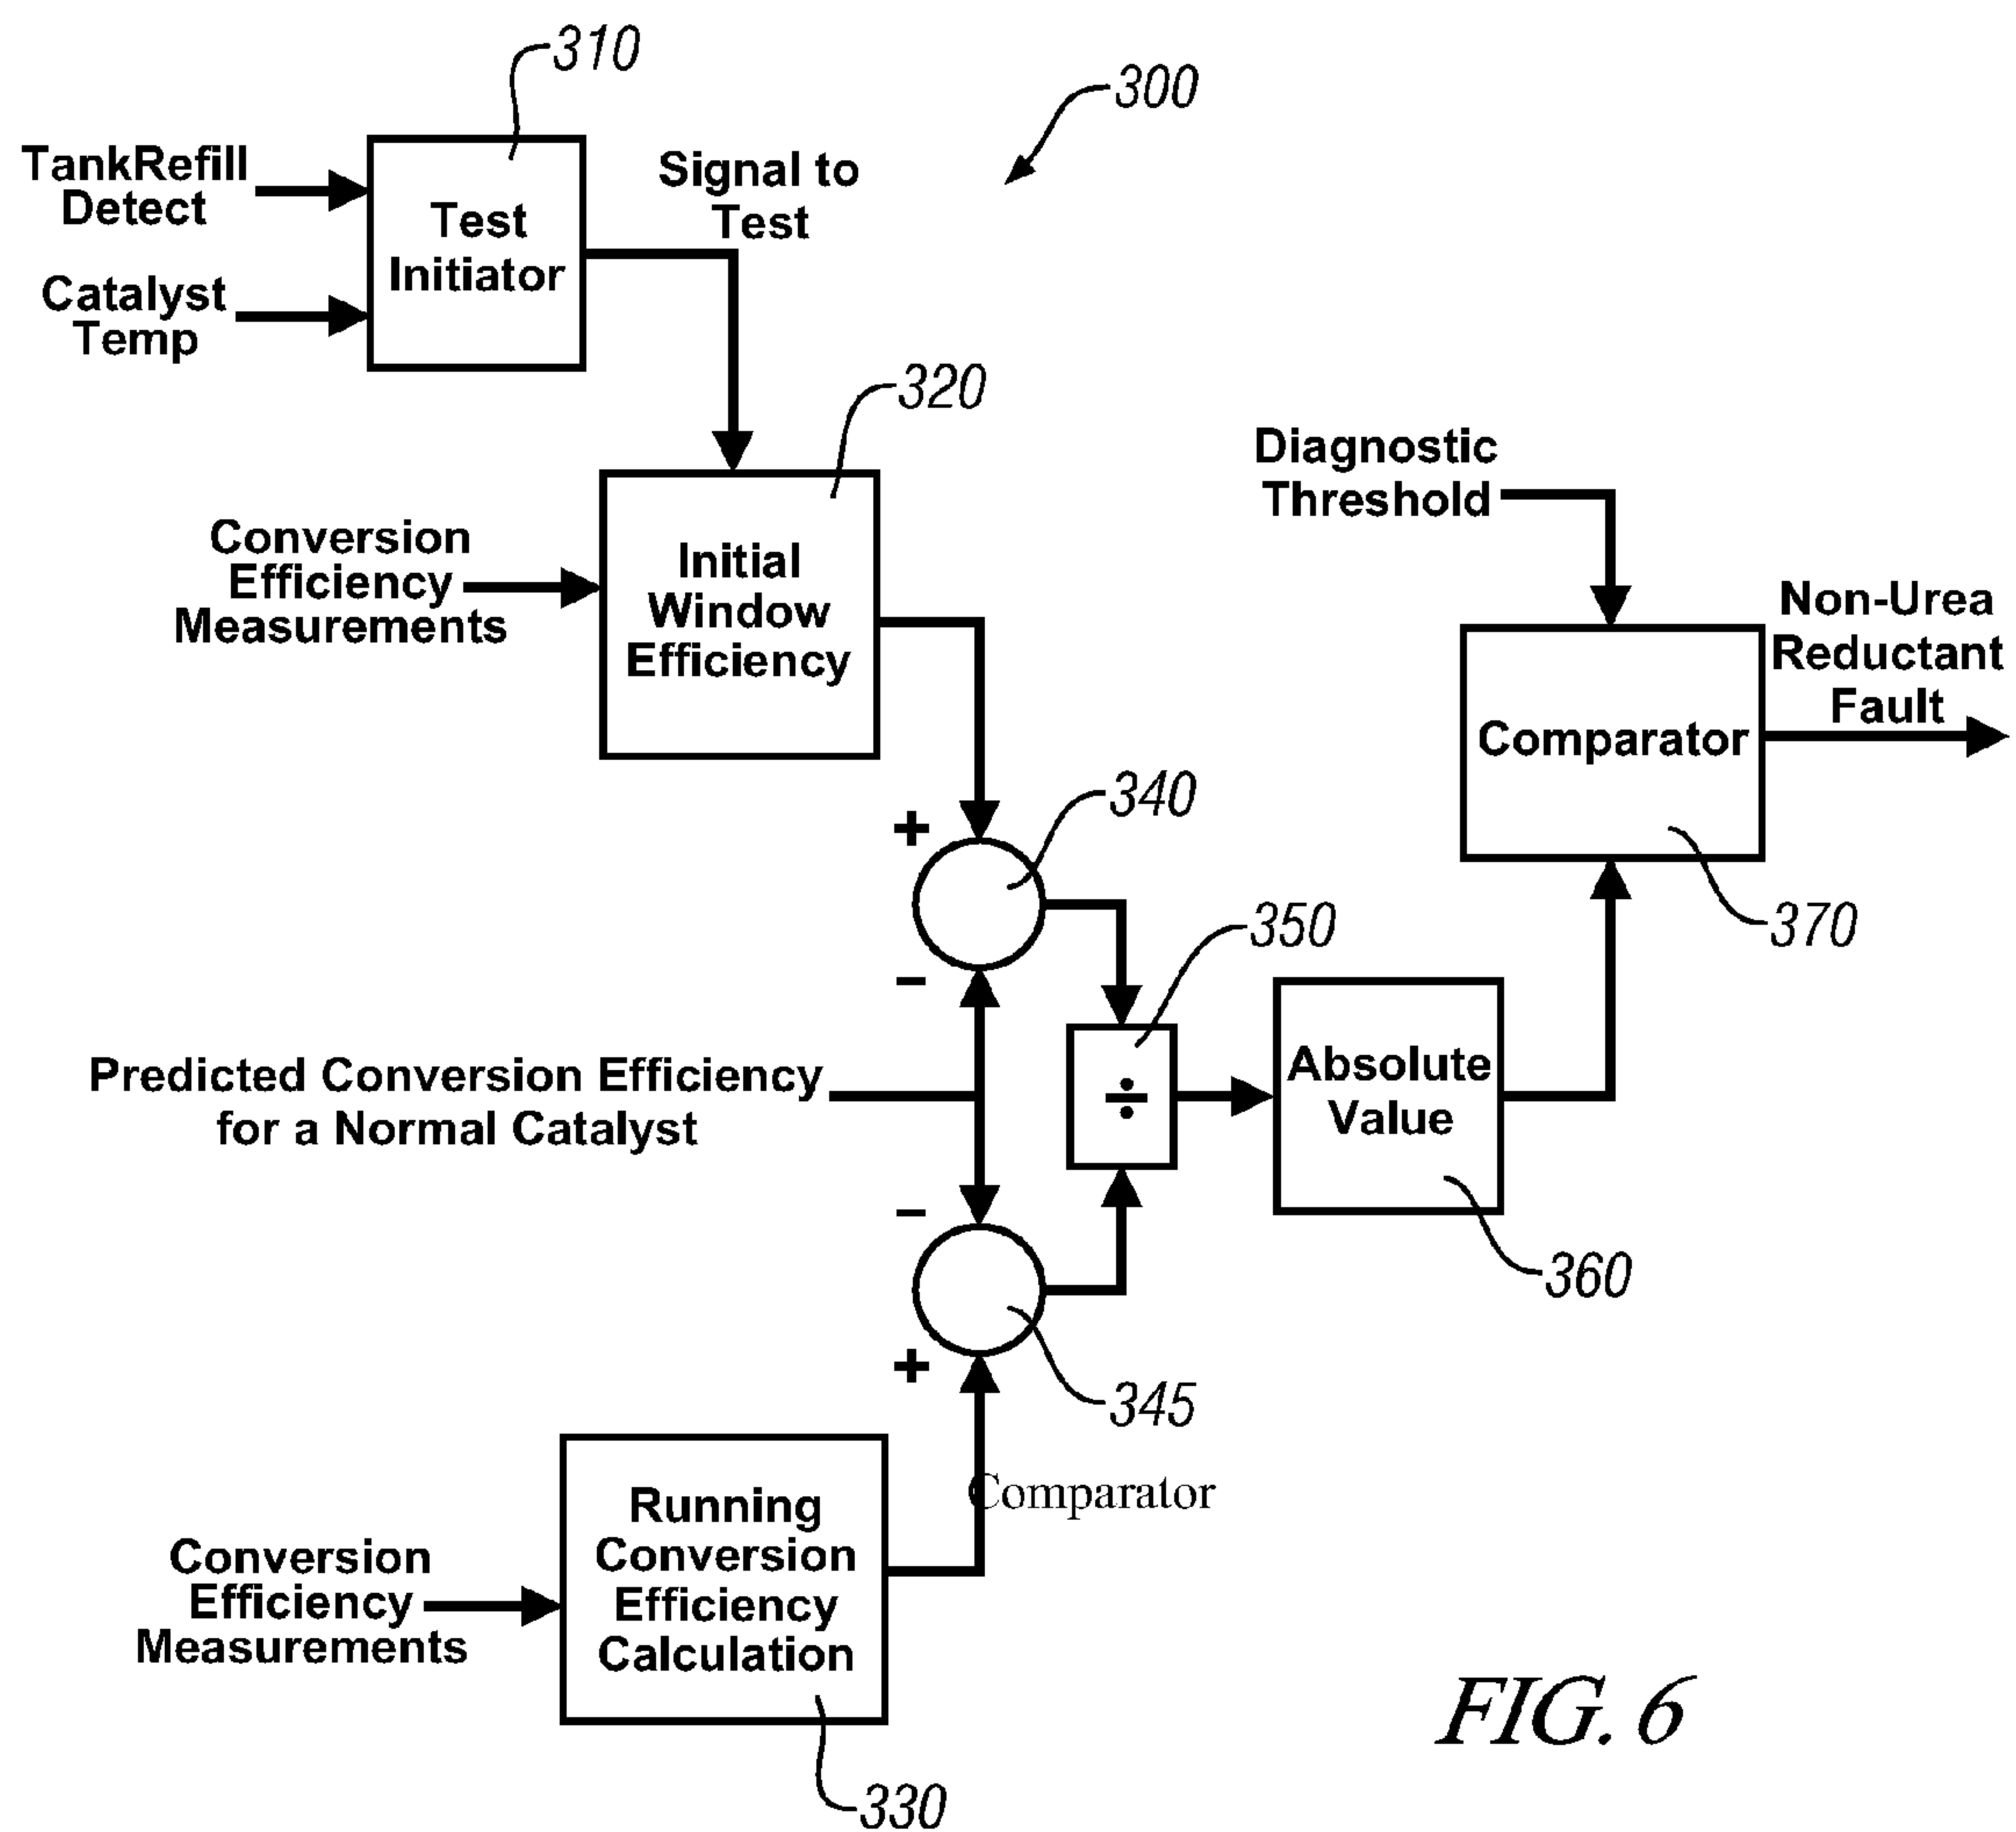 310
300
TankRefill
Detect
Signal to
Test
Test
Initiator
Catalyst
Temp
320
Diagnostic
Threshold
Conversion
Efficiency
Measurements
Initial
Window
Efficiency
Non-Urea
Reductant
Fault
Comparator
340
+
370
350
−
Absolute
Value
÷
Predicted Conversion Efficiency
for a Normal Catalyst
−
360
+
345
Comparator
Running
Conversion
Efficiency
Calculation
Conversion
Efficiency
Measurements
330
FIG. 6